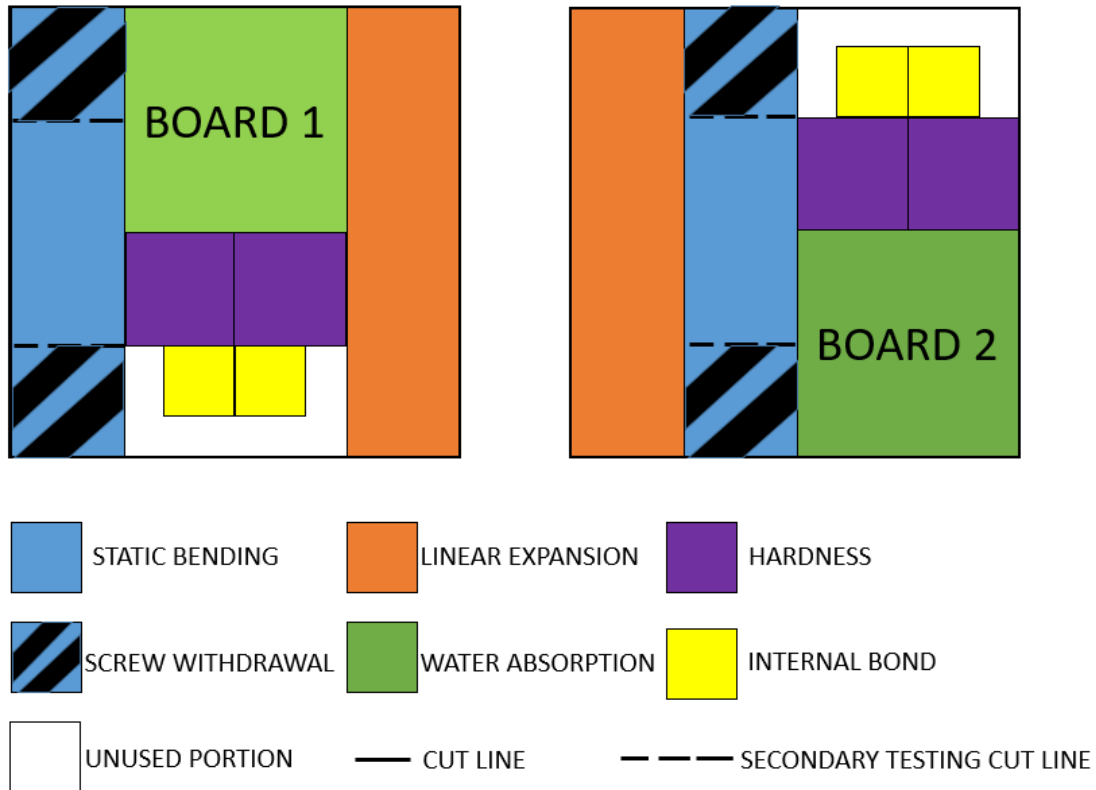 BOARD 1
BOARD 2
STATIC BENDING
LINEAR EXPANSION
HARDNESS
SCREW WITHDRAWAL
WATER ABSORPTION
INTERNAL BOND
UNUSED PORTION
CUT LINE
SECONDARY TESTING CUT LINE